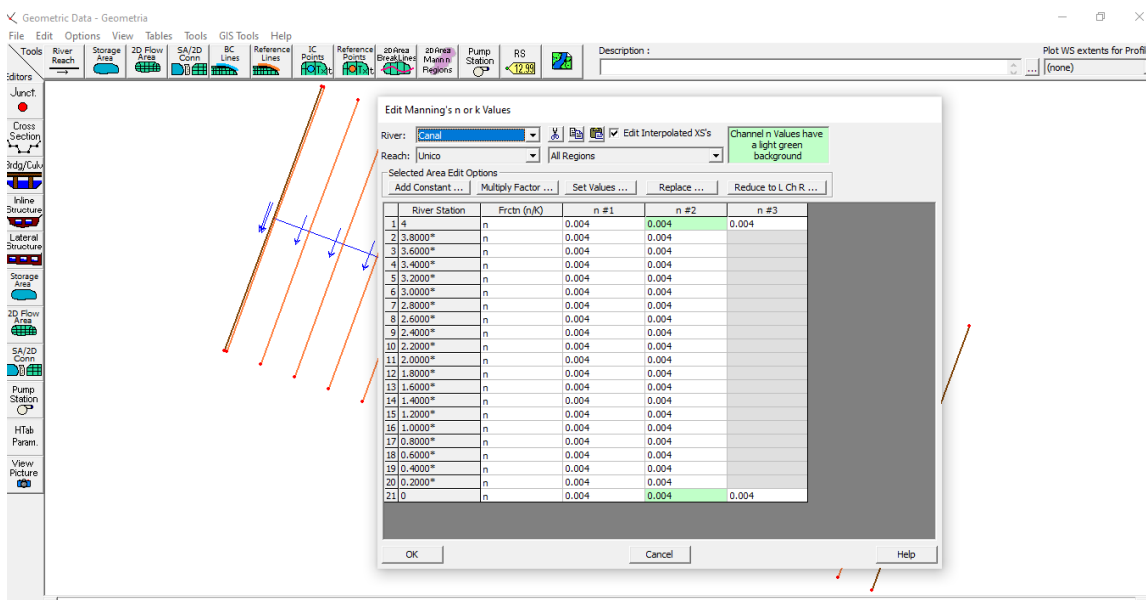 Geometric Data - Geometria
File Edit Options View Tools GIS Tools Help
Tools River Reach Storage Area 2D Flow Area SA/2D Conn BC Lines Reference Lines IC Points Reference Points 2D Area BreakLines 2D Area Mann n Regions Pump Station RS Description : Plot WS extents for Profil
12.99 ... (none)
Editors
Junct.
Cross Section
Brdg/Culv
Inline Structure
Lateral Structure
Storage Area
2D Flow Area
SA/2D Conn
Pump Station
HTab Param.
View Picture
Edit Manning's n or k Values
River: Canal Edit Interpolated XS's Channel n Values have a light green background
Reach: Unico All Regions
Selected Area Edit Options
Add Constant ... Multiply Factor ... Set Values ... Replace ... Reduce to L Ch R ...
River Station Frctn (n/K) n #1 n #2 n #3
1 4 n 0.004 0.004 0.004
2 3.8000* n 0.004 0.004
3 3.6000* n 0.004 0.004
4 3.4000* n 0.004 0.004
5 3.2000* n 0.004 0.004
6 3.0000* n 0.004 0.004
7 2.8000* n 0.004 0.004
8 2.6000* n 0.004 0.004
9 2.4000* n 0.004 0.004
10 2.2000* n 0.004 0.004
11 2.0000* n 0.004 0.004
12 1.8000* n 0.004 0.004
13 1.6000* n 0.004 0.004
14 1.4000* n 0.004 0.004
15 1.2000* n 0.004 0.004
16 1.0000* n 0.004 0.004
17 0.8000* n 0.004 0.004
18 0.6000* n 0.004 0.004
19 0.4000* n 0.004 0.004
20 0.2000* n 0.004 0.004
21 0 n 0.004 0.004 0.004
OK Cancel Help